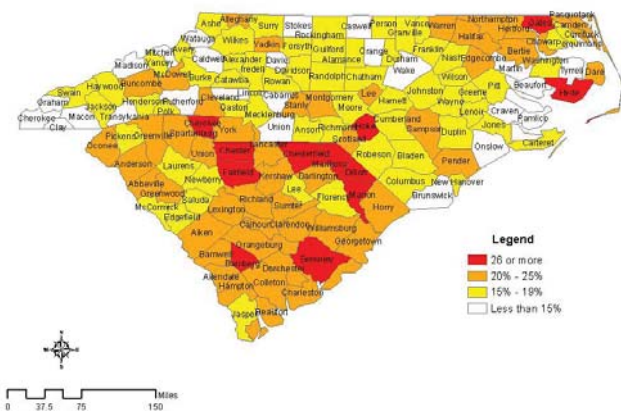 Alleghany Surry Stokes Caswell Person Vance Warren Northampton Gates Pasquotank
Ashe Rockingham Granville Hertford Camden
Watauga Wilkes Yadkin Forsyth Guilford Orange Franklin Halifax Bertie Chowan Perquimans
Mitchell Avery Caldwell Alexander Davie Alamance Durham Nash Edgecombe Washington
Madison Yancey Iredell Davidson Wake Martin Tyrrell Dare
McDowell Burke Catawba Rowan Randolph Chatham Wilson
Swain Haywood Buncombe Lincoln Johnston Greene Pitt Beaufort Hyde
Graham Henderson Rutherford Cleveland Cabarrus Montgomery Lee Harnett Wayne
Jackson Polk Gaston Stanly Moore Lenoir Craven
Cherokee Macon Transylvania Mecklenburg Cumberland Pamlico
Clay Cherokee Union Anson Richmond Hoke Sampson Duplin Jones
Pickens Greenville Spartanburg York Scotland Carteret
Oconee Lancaster Onslow
Union Chester Chesterfield Robeson Bladen Pender
Anderson Laurens Fairfield Kershaw Darlington Dillon
Abbeville Newberry Lee Columbus New Hanover
Greenwood Florence Marion Brunswick
McCormick Saluda Richland Sumter Horry
Edgefield Lexington
Calhoun Clarendon Williamsburg
Aiken Georgetown
Orangeburg
Barnwell Bamberg Berkeley
Allendale Dorchester
Hampton Colleton
Charleston
Jasper Beaufort
Legend
26 or more
20% - 25%
15% - 19%
Less than 15%
N
W E
S
Miles
0 37.5 75 150